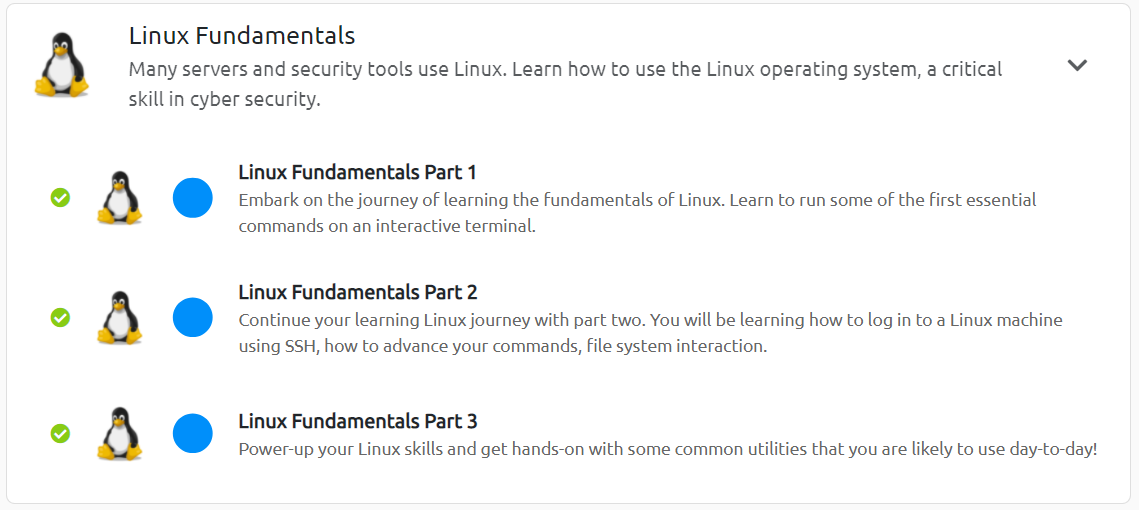 Linux Fundamentals
Many servers and security tools use Linux. Learn how to use the Linux operating system, a critical
skill in cyber security.
Linux Fundamentals Part 1
Embark on the journey of learning the fundamentals of Linux. Learn to run some of the first essential
commands on an interactive terminal.
Linux Fundamentals Part 2
Continue your learning Linux journey with part two. You will be learning how to log in to a Linux machine
using SSH, how to advance your commands, file system interaction.
Linux Fundamentals Part 3
Power-up your Linux skills and get hands-on with some common utilities that you are likely to use day-to-day!